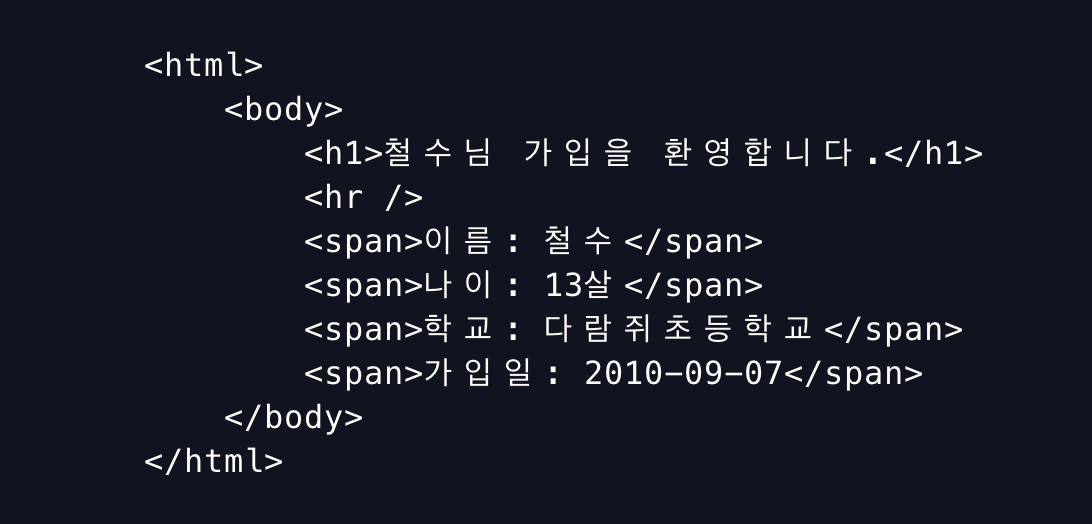 <html>
<body>
<h1>철수님 가입을 환영합니다.</h1>
<hr />
<span>이름: 철수</span>
<span>나이: 13살</span>
<span>학교: 다람쥐초등학교</span>
<span>가입일: 2010-09-07</span>
</body>
</html>